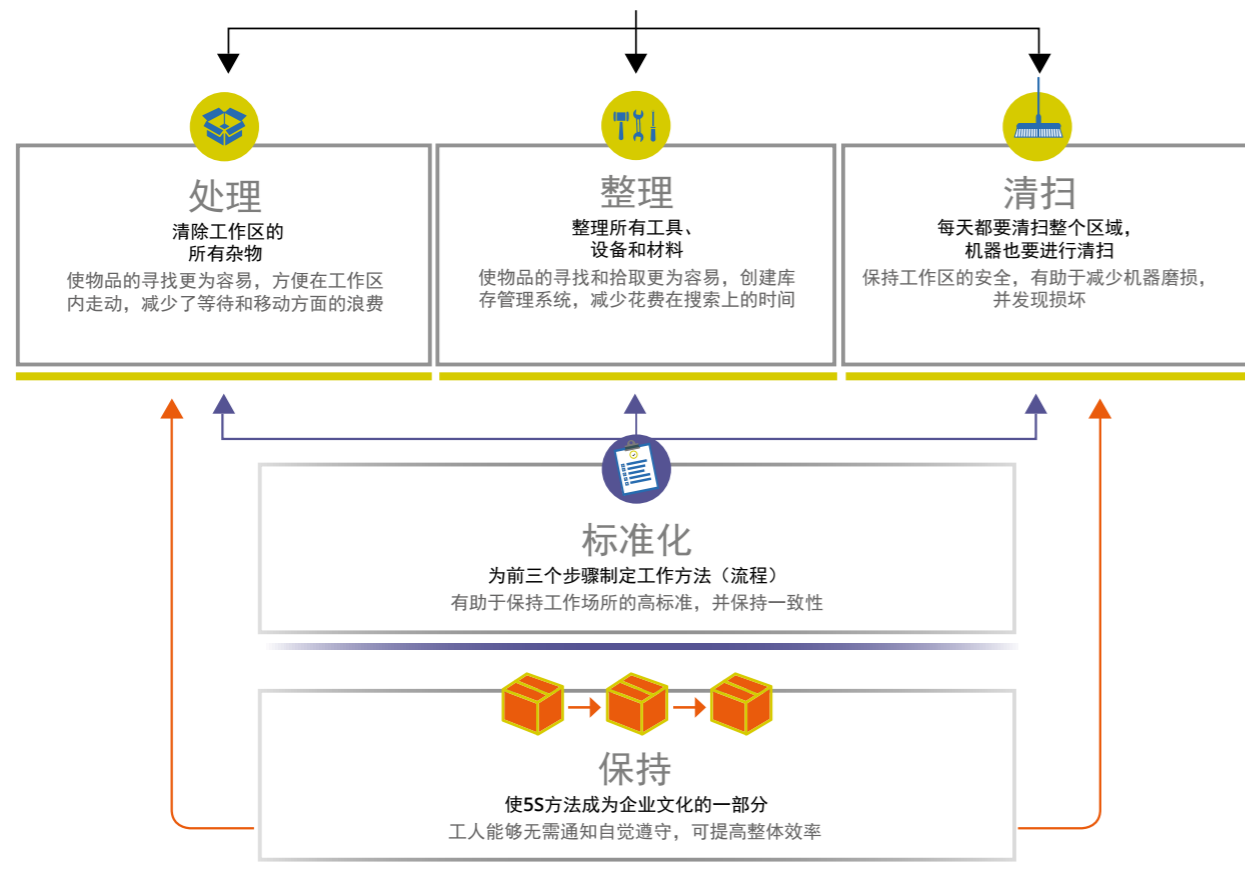 处理
清除工作区的
所有杂物
使物品的寻找更为容易，方便在工作区
内走动，减少了等待和移动方面的浪费
整理
整理所有工具、
设备和材料
使物品的寻找和拾取更为容易，创建库
存管理系统，减少花费在搜索上的时间
清扫
每天都要清扫整个区域，
机器也要进行清扫
保持工作区的安全，有助于减少机器磨损，
并发现损坏
标准化
为前三个步骤制定工作方法（流程）
有助于保持工作场所的高标准，并保持一致性
保持
使5S方法成为企业文化的一部分
工人能够无需通知自觉遵守，可提高整体效率